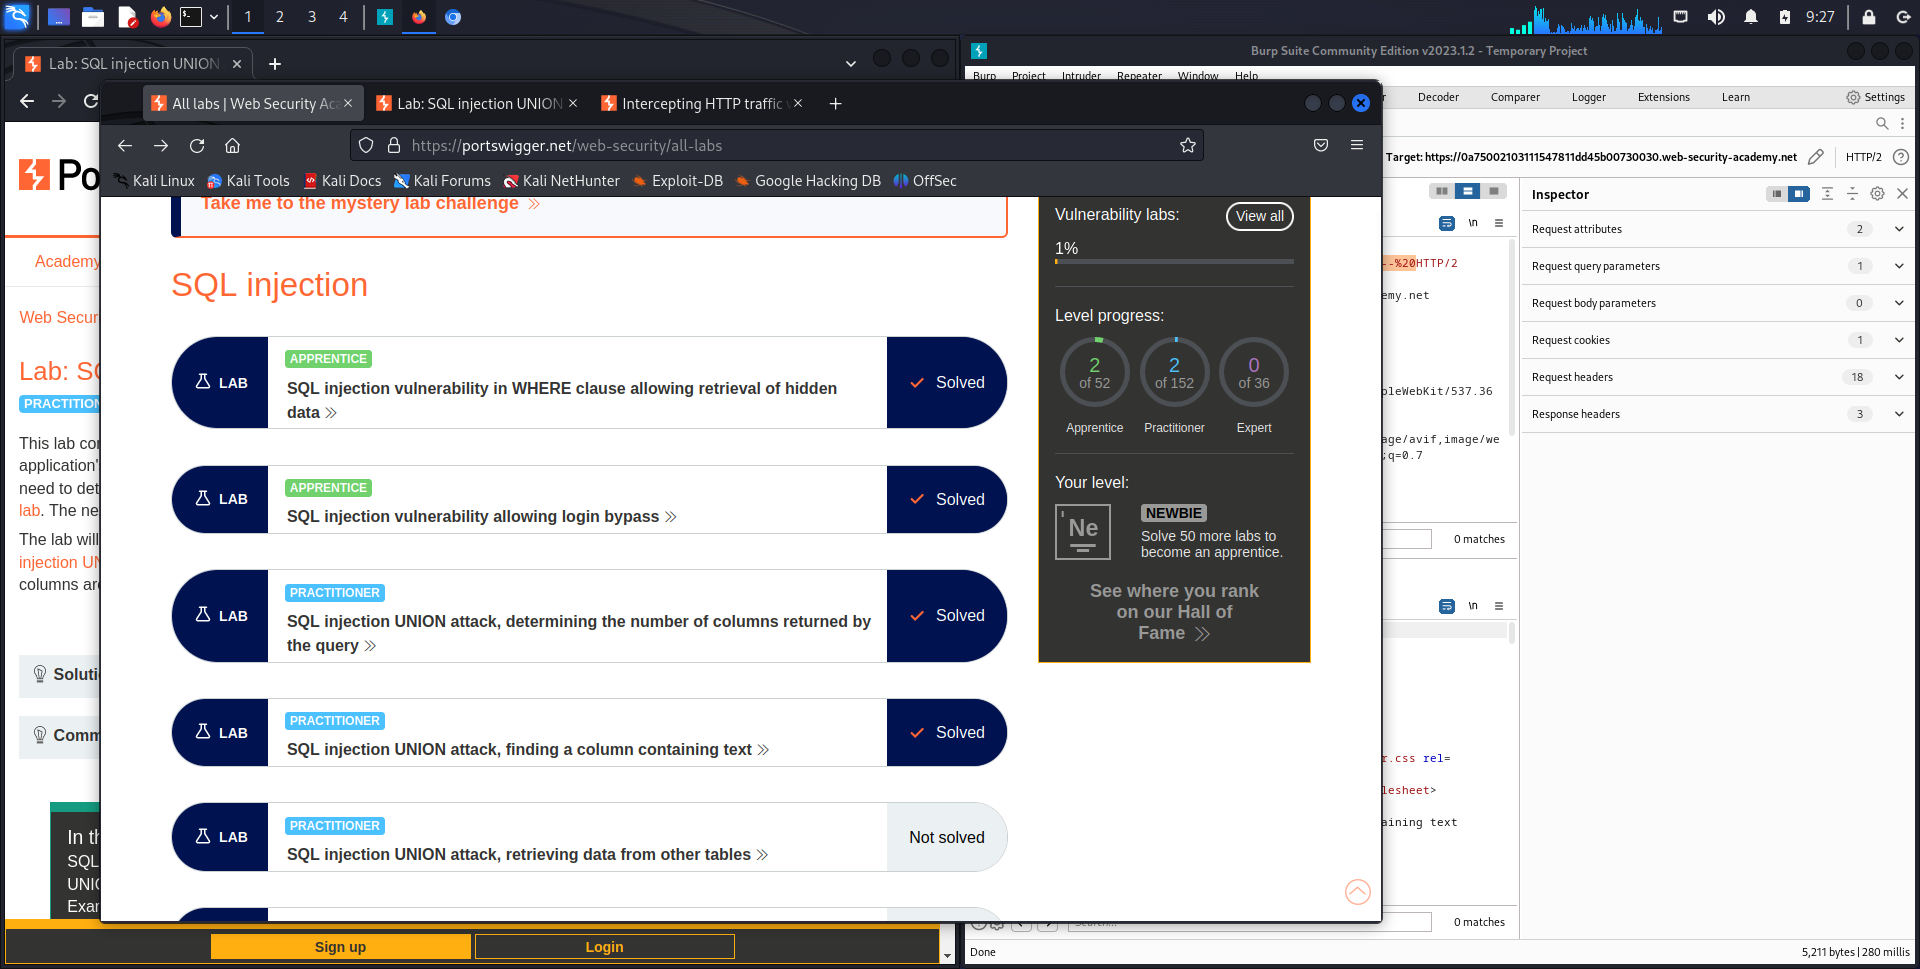 1
2
3
4
9:27
Lab: SQL injection UNION
Burp Suite Community Edition v2023.1.2 - Temporary Project
Burp Project Intruder Repeater Window Help
All labs | Web Security Aca
Lab: SQL injection UNION
Intercepting HTTP traffic
Decoder Comparer Logger Extensions Learn
Settings
https://portswigger.net/web-security/all-labs
Target: https://0a75002103111547811dd45b00730030.web-security-academy.net
HTTP/2
Kali Linux Kali Tools Kali Docs Kali Forums Kali NetHunter Exploit-DB Google Hacking DB OffSec
Po
Academy
Web Secur
Lab: SQ
PRACTITION
This lab co
application'
need to det
lab. The ne
The lab will
injection UN
columns are
Soluti
Comm
In th
SQL
UNIO
Exar
Sign up
Login
Take me to the mystery lab challenge
SQL injection
LAB
APPRENTICE
SQL injection vulnerability in WHERE clause allowing retrieval of hidden
data
Solved
LAB
APPRENTICE
SQL injection vulnerability allowing login bypass
Solved
LAB
PRACTITIONER
SQL injection UNION attack, determining the number of columns returned by
the query
Solved
LAB
PRACTITIONER
SQL injection UNION attack, finding a column containing text
Solved
LAB
PRACTITIONER
SQL injection UNION attack, retrieving data from other tables
Not solved
Vulnerability labs:
View all
1%
Level progress:
2
of 52
2
of 152
0
of 36
Apprentice
Practitioner
Expert
Your level:
Ne
NEWBIE
Solve 50 more labs to
become an apprentice.
See where you rank
on our Hall of
Fame
\n
--%20HTTP/2
emy.net
pleWebKit/537.36
age/avif,image/we
;q=0.7
0 matches
\n
r.css rel=
lesheet>
aining text
Search...
0 matches
Inspector
Request attributes 2
Request query parameters 1
Request body parameters 0
Request cookies 1
Request headers 18
Response headers 3
Done
5,211 bytes | 280 millis